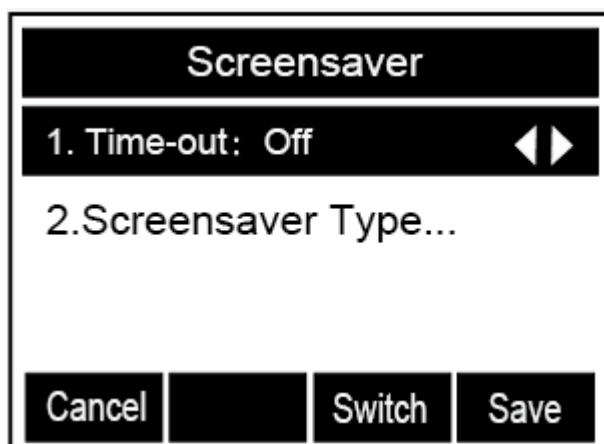 Screensaver
1. Time-out: Off
2.Screensaver Type...
Cancel Switch Save